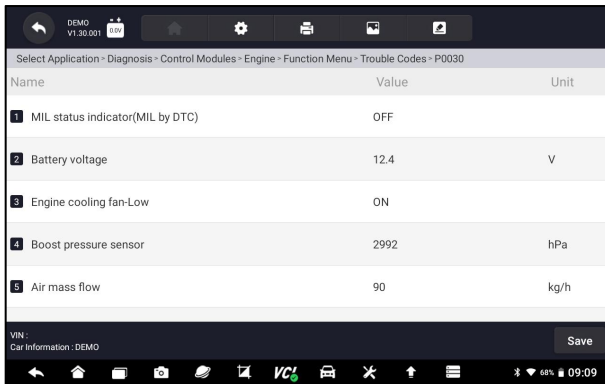 DEMO
V1.30.001
0.0V
Select Application > Diagnosis > Control Modules > Engine > Function Menu > Trouble Codes > P0030
Name Value Unit
1 MIL status indicator(MIL by DTC) OFF
2 Battery voltage 12.4 V
3 Engine cooling fan-Low ON
4 Boost pressure sensor 2992 hPa
5 Air mass flow 90 kg/h
VIN :
Car Information : DEMO
Save
VCI 68% 09:09